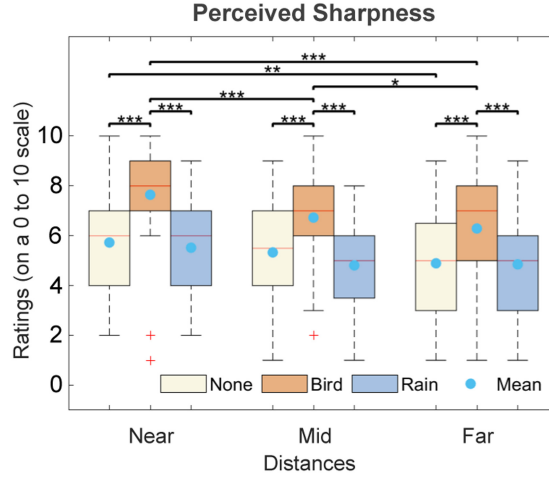 Perceived Sharpness
***
**
***
*
*** *** *** *** *** ***
10
8
6
4
2
0
Ratings (on a 0 to 10 scale)
None Bird Rain Mean
Near Mid Far
Distances